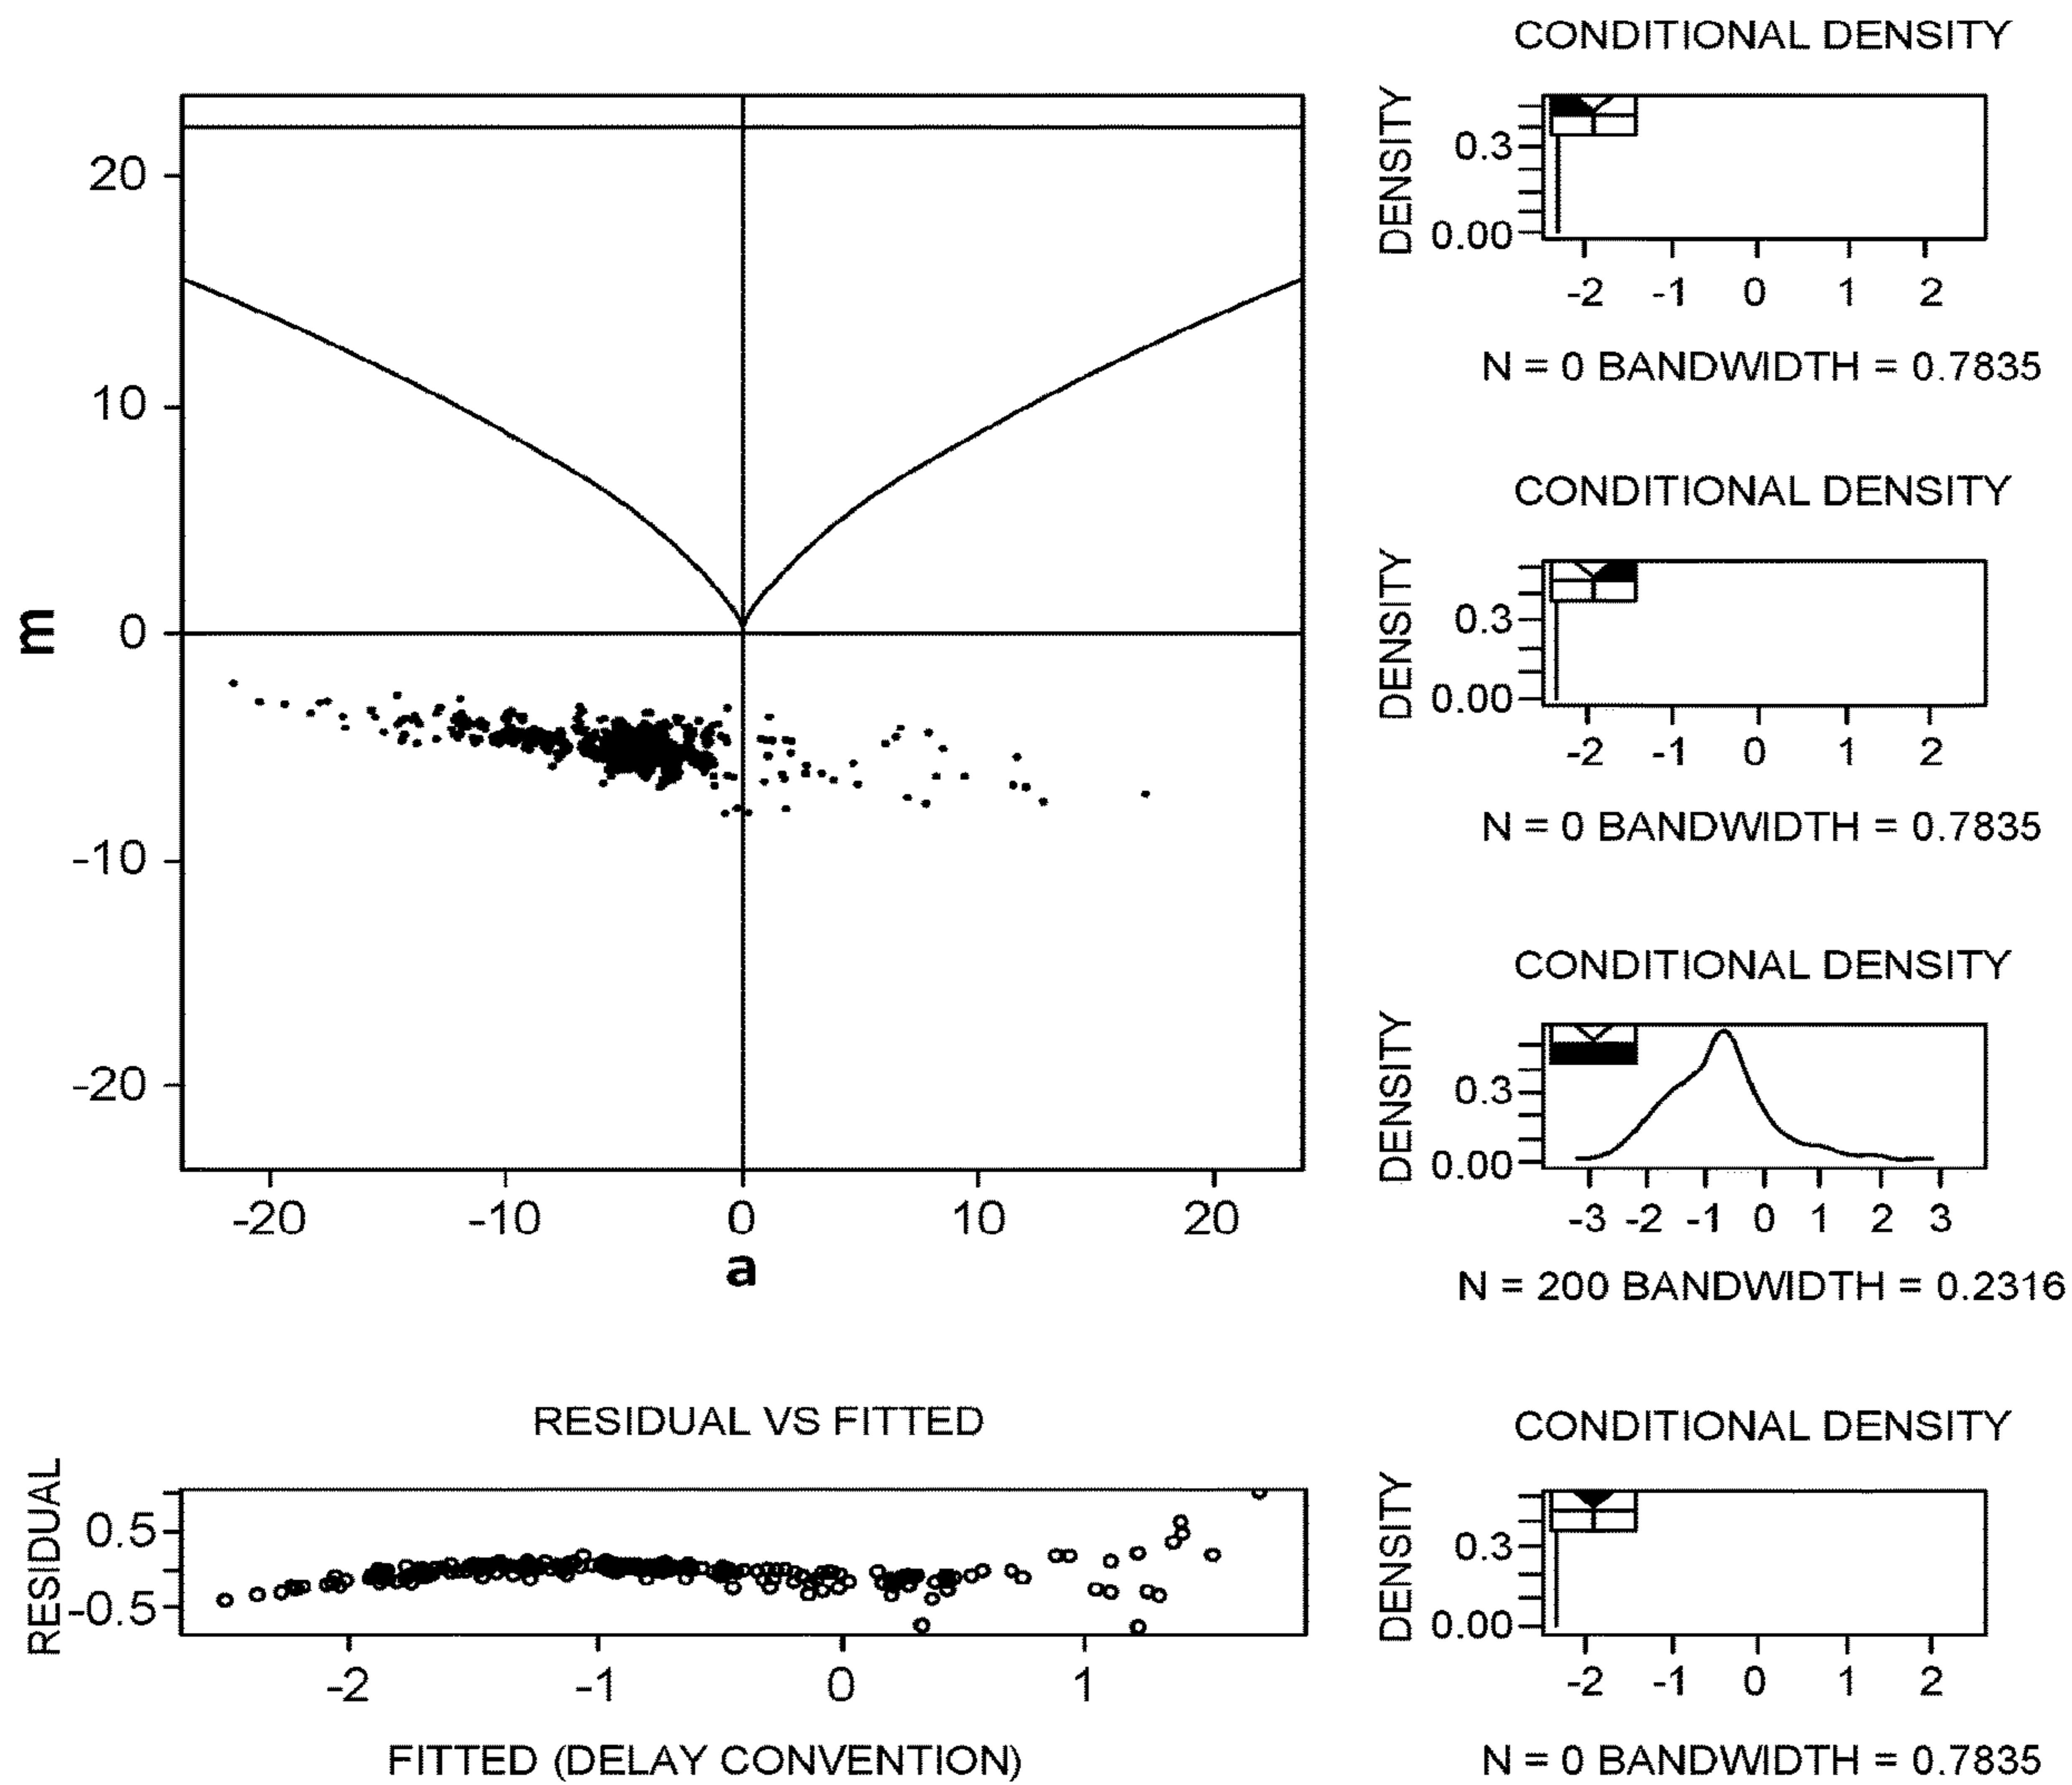 m
20
10
0
-10
-20
-20 -10 0 10 20
a
RESIDUAL VS FITTED
RESIDUAL
0.5
-0.5
-2 -1 0 1
FITTED (DELAY CONVENTION)
CONDITIONAL DENSITY
DENSITY
0.3
0.00
-2 -1 0 1 2
N = 0 BANDWIDTH = 0.7835
CONDITIONAL DENSITY
DENSITY
0.3
0.00
-2 -1 0 1 2
N = 0 BANDWIDTH = 0.7835
CONDITIONAL DENSITY
DENSITY
0.3
0.00
-3 -2 -1 0 1 2 3
N = 200 BANDWIDTH = 0.2316
CONDITIONAL DENSITY
DENSITY
0.3
0.00
-2 -1 0 1 2
N = 0 BANDWIDTH = 0.7835